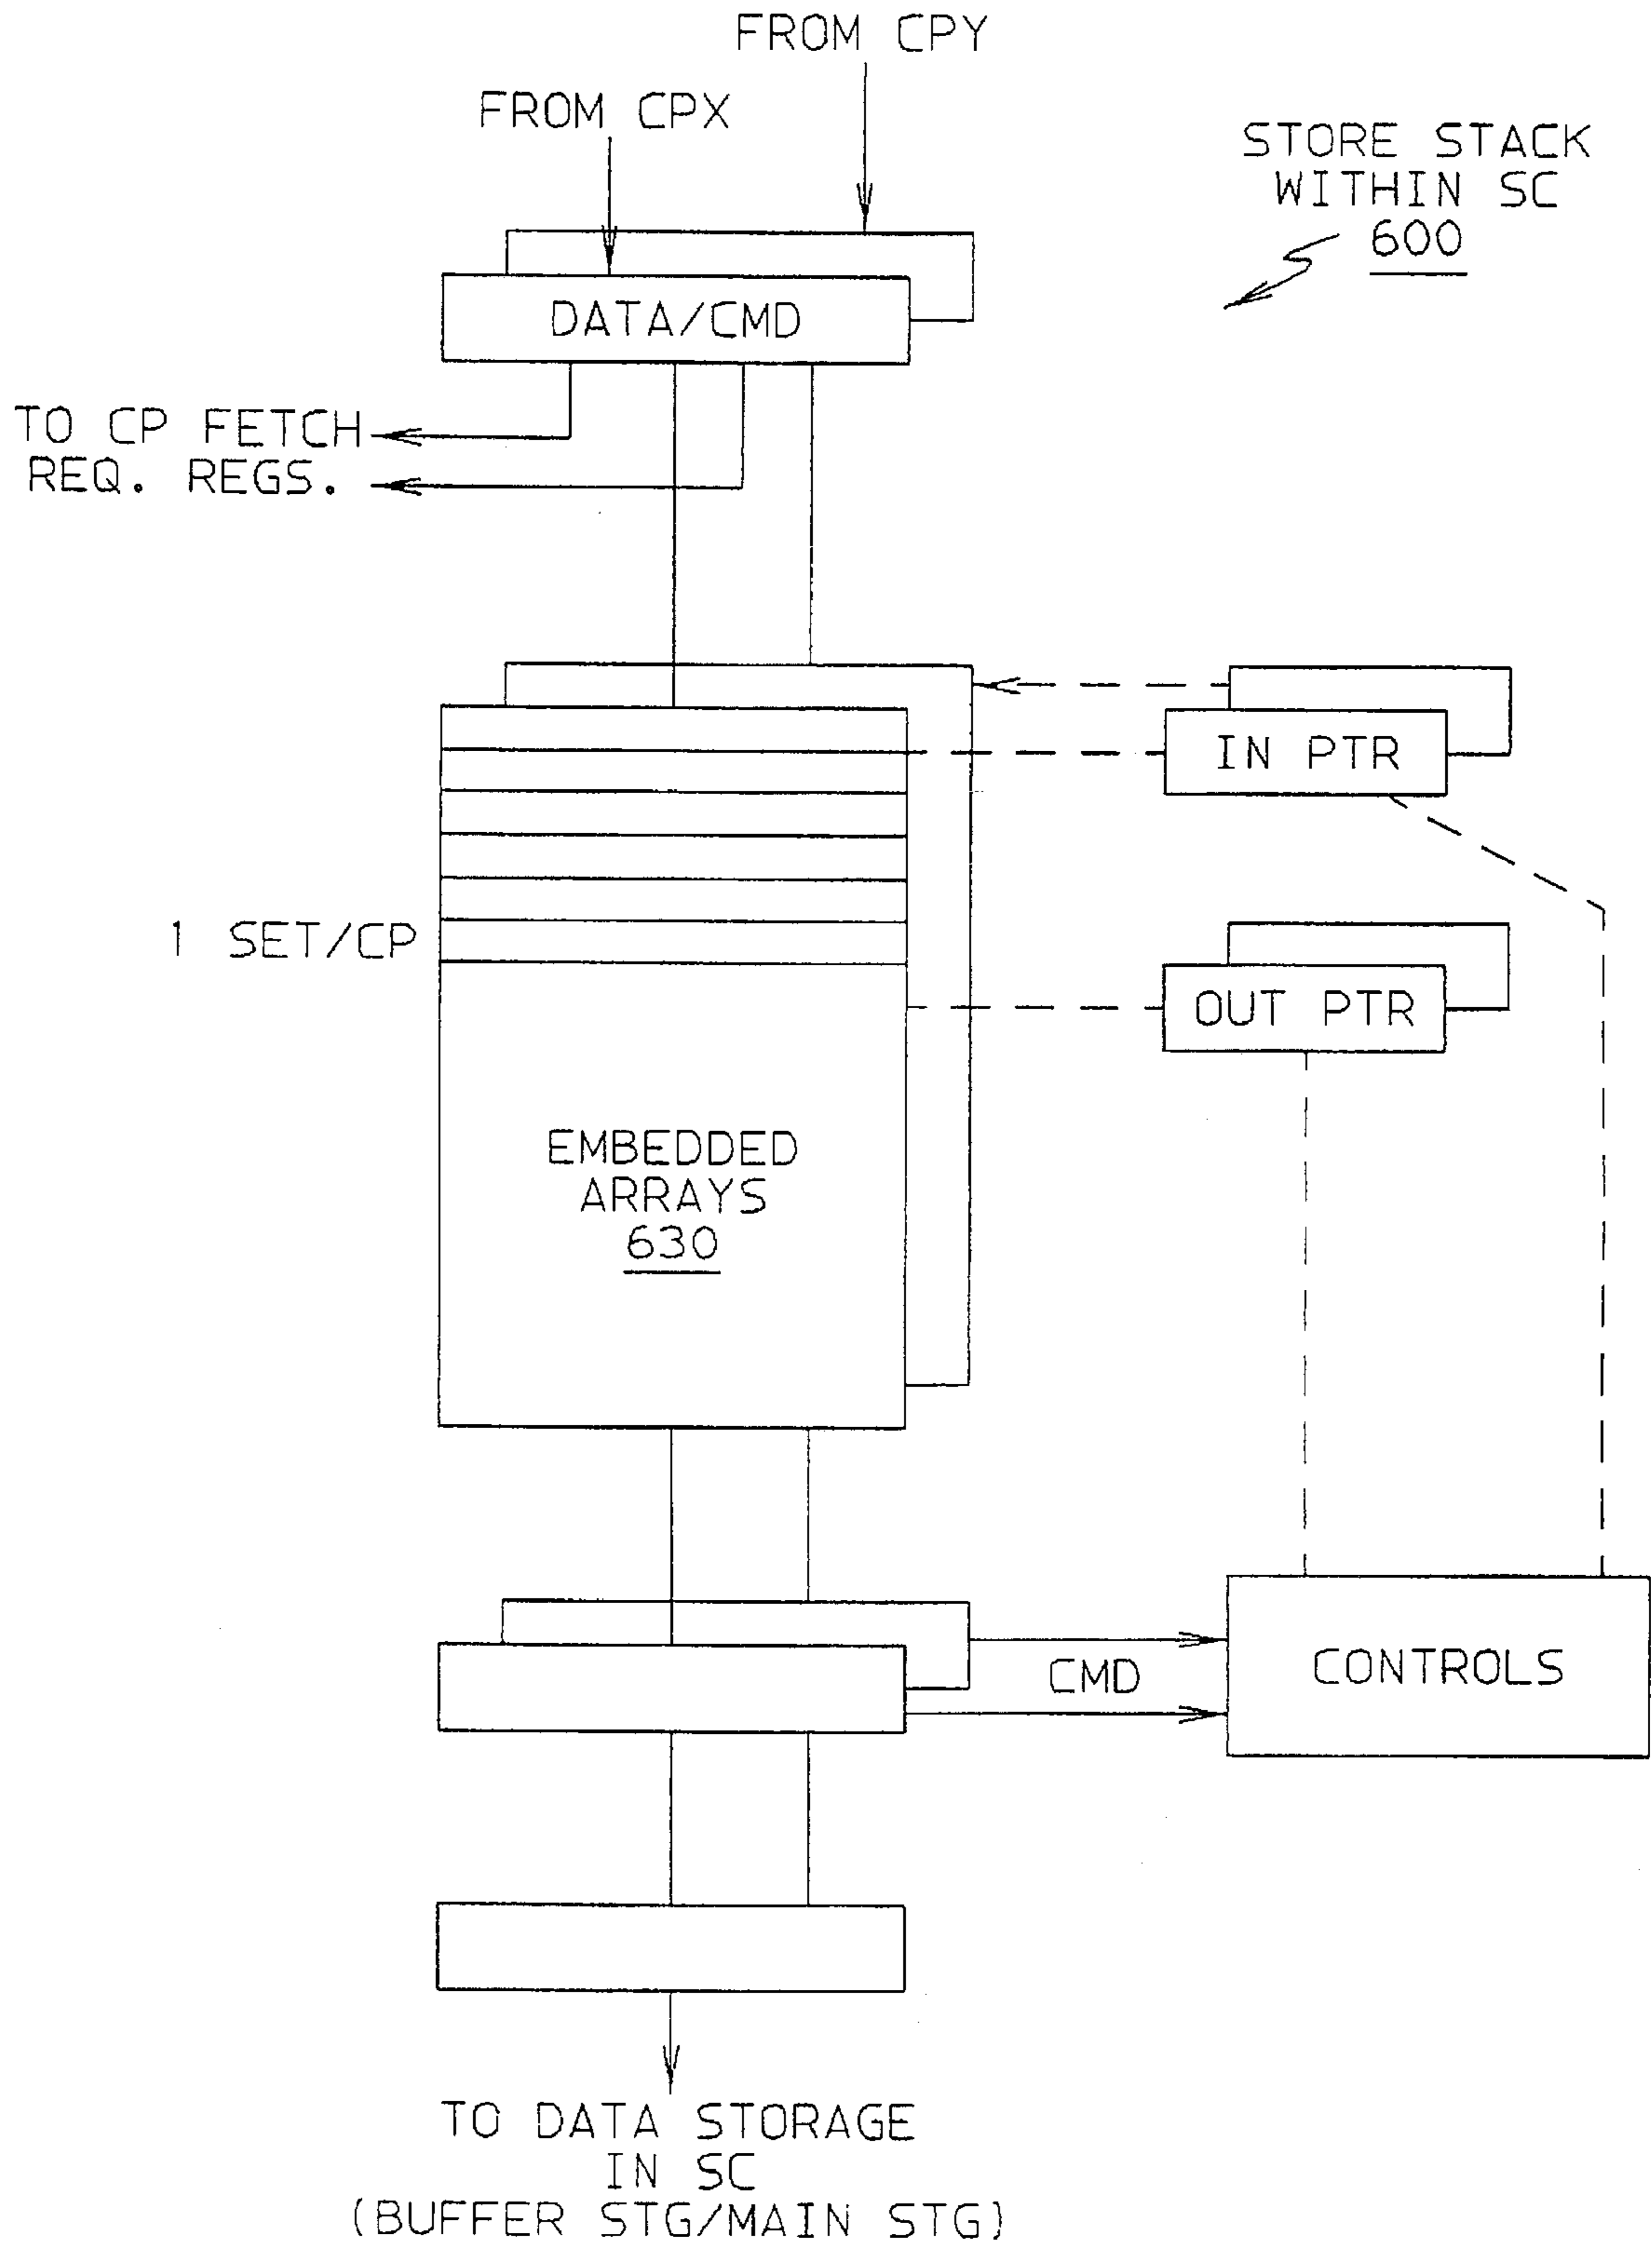 FROM CPY
FROM CPX
STORE STACK
WITHIN SC
600
DATA/CMD
TO CP FETCH
REQ. REGS.
IN PTR
1 SET/CP
OUT PTR
EMBEDDED
ARRAYS
630
CMD
CONTROLS
TO DATA STORAGE
IN SC
(BUFFER STG/MAIN STG)